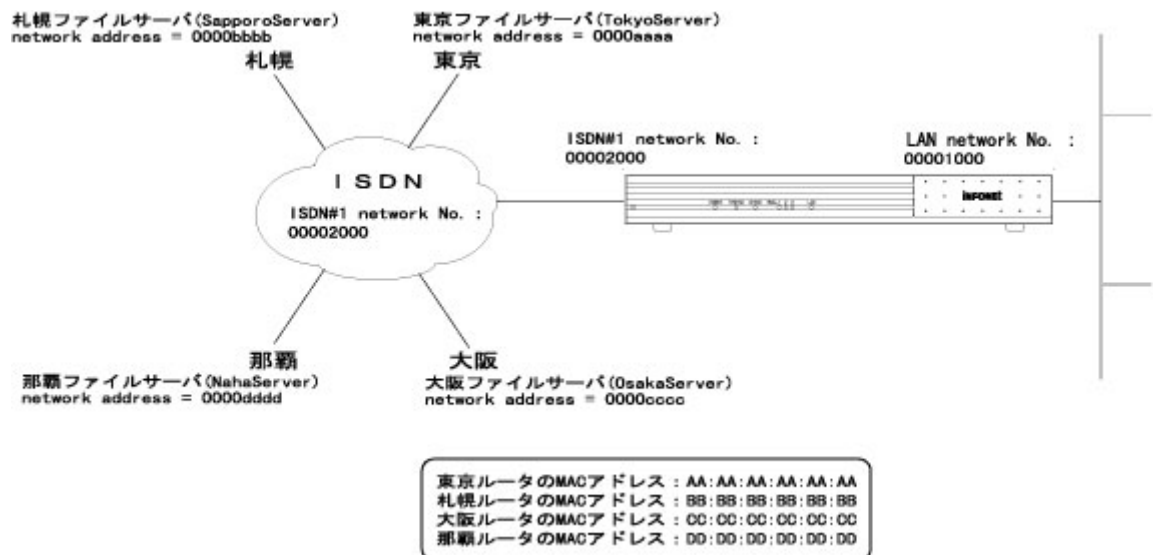 札幌ファイルサーバ(SapporoServer)
network address = 0000bbbb
札幌
東京ファイルサーバ(TokyoServer)
network address = 0000aaaa
東京
ISDN
ISDN#1 network No. :
00002000
ISDN#1 network No. :
00002000
LAN network No. :
00001000
INFONET
那覇
那覇ファイルサーバ(NahaServer)
network address = 0000dddd
大阪
大阪ファイルサーバ(OsakaServer)
network address = 0000cccc
東京ルータのMACアドレス : AA:AA:AA:AA:AA:AA
札幌ルータのMACアドレス : BB:BB:BB:BB:BB:BB
大阪ルータのMACアドレス : CC:CC:CC:CC:CC:CC
那覇ルータのMACアドレス : DD:DD:DD:DD:DD:DD